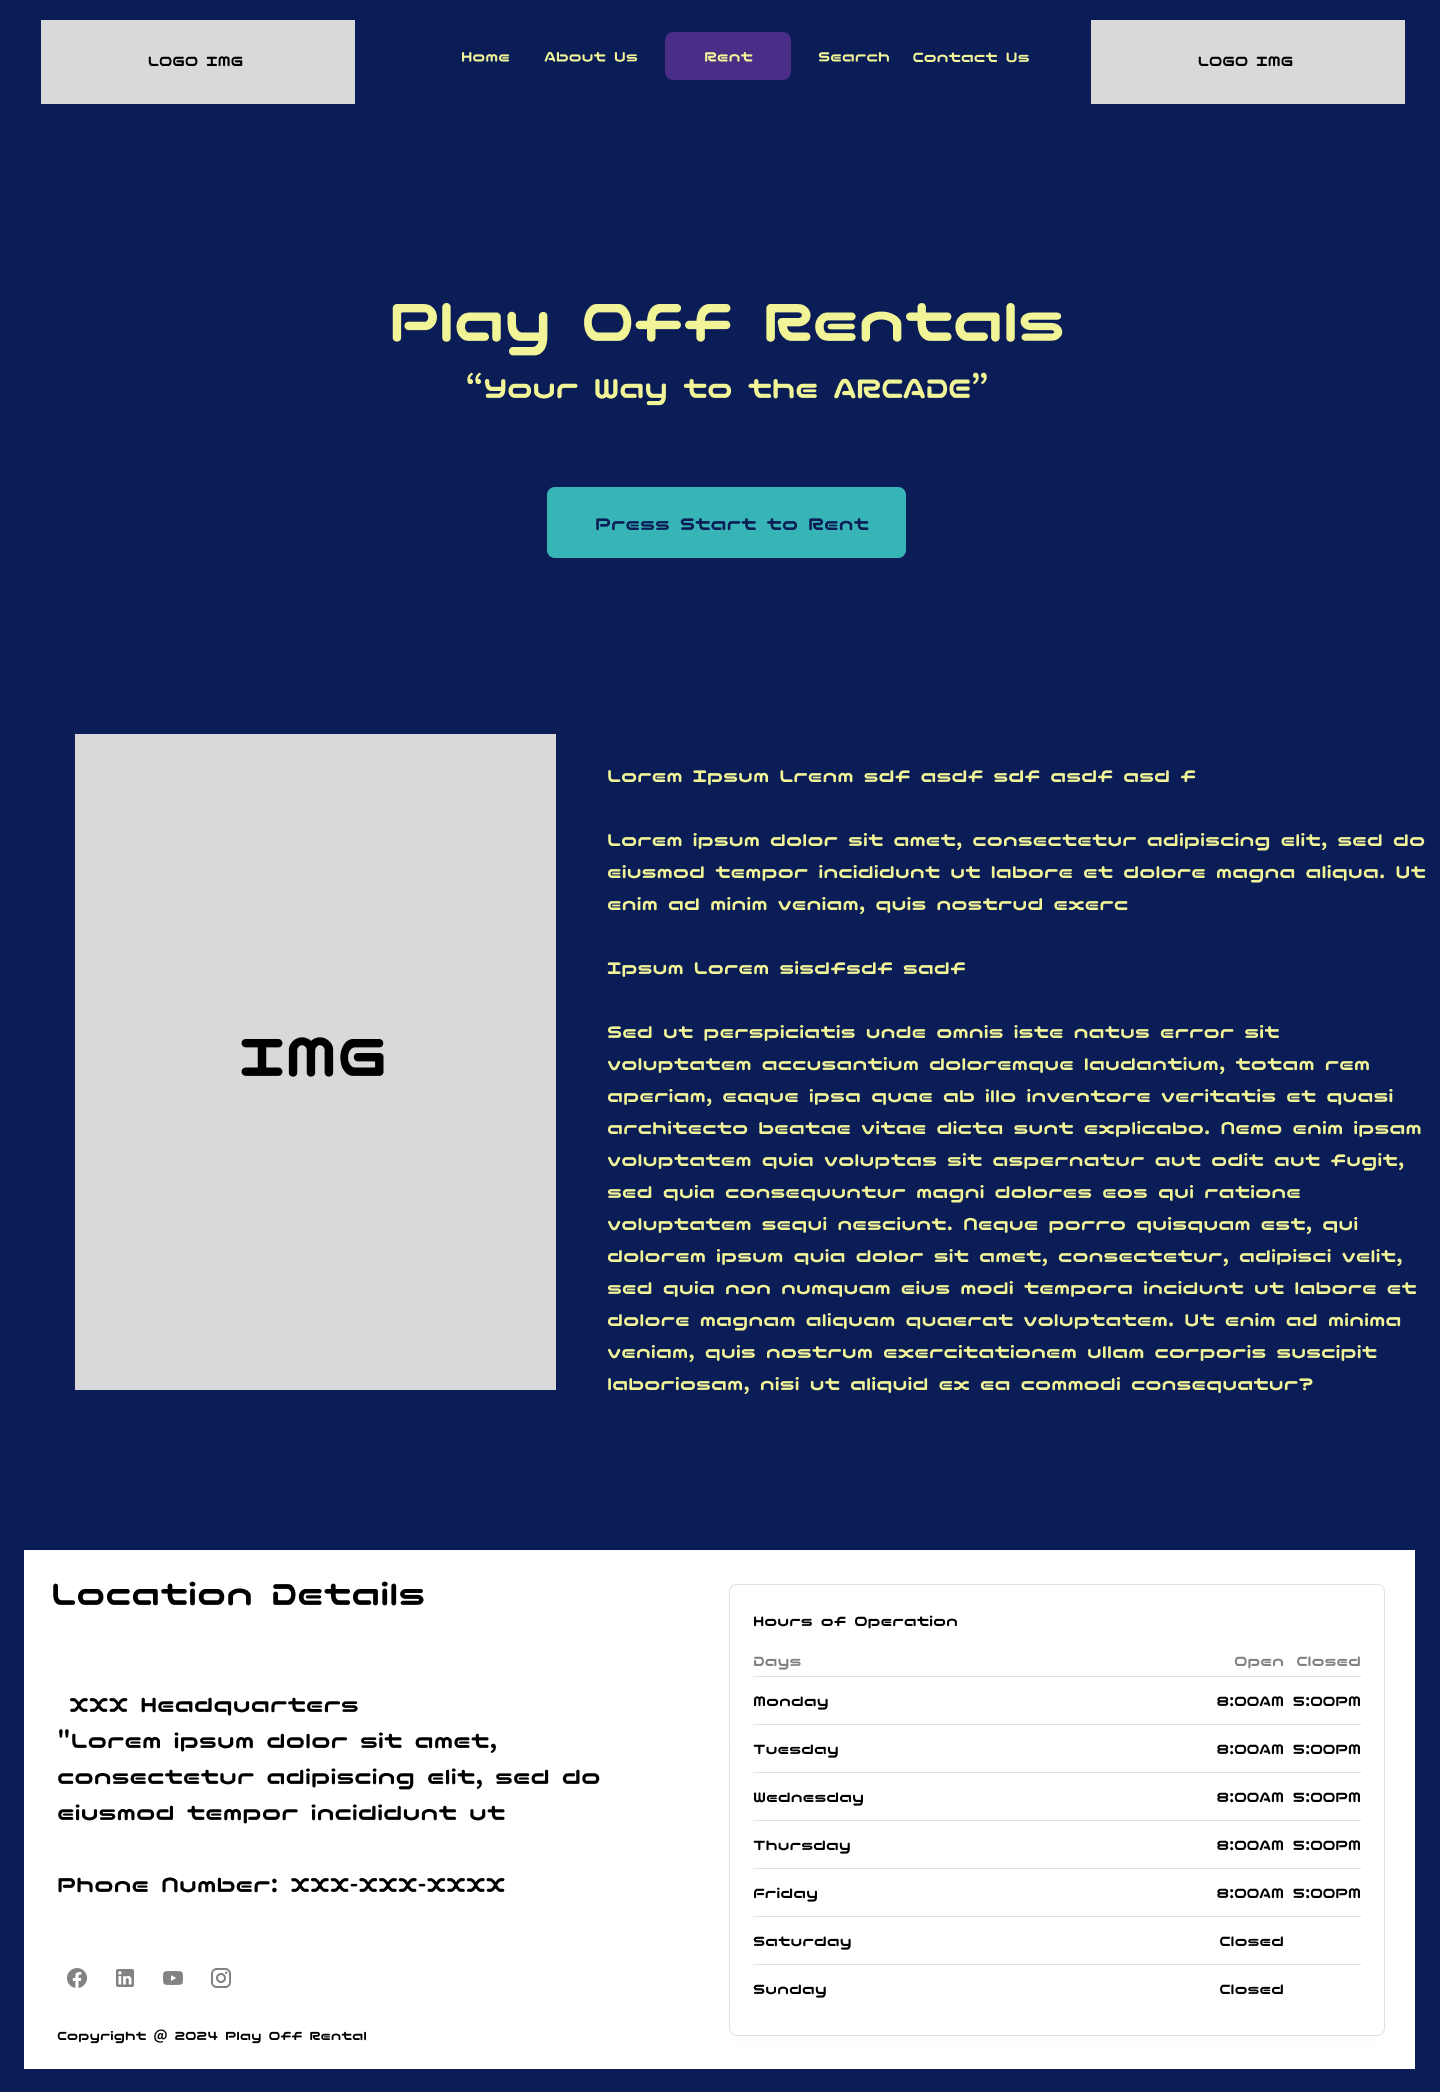 LOGO IMG
Home
About Us
Rent
Search
Contact Us
LOGO IMG
Play Off Rentals
“Your Way to the ARCADE”
Press Start to Rent
IMG
Lorem Ipsum Lrenm sdf asdf sdf asdf asd f
Lorem ipsum dolor sit amet, consectetur adipiscing elit, sed do
eiusmod tempor incididunt ut labore et dolore magna aliqua. Ut
enim ad minim veniam, quis nostrud exerc
Ipsum Lorem sisdfsdf sadf
Sed ut perspiciatis unde omnis iste natus error sit
voluptatem accusantium doloremque laudantium, totam rem
aperiam, eaque ipsa quae ab illo inventore veritatis et quasi
architecto beatae vitae dicta sunt explicabo. Nemo enim ipsam
voluptatem quia voluptas sit aspernatur aut odit aut fugit,
sed quia consequuntur magni dolores eos qui ratione
voluptatem sequi nesciunt. Neque porro quisquam est, qui
dolorem ipsum quia dolor sit amet, consectetur, adipisci velit,
sed quia non numquam eius modi tempora incidunt ut labore et
dolore magnam aliquam quaerat voluptatem. Ut enim ad minima
veniam, quis nostrum exercitationem ullam corporis suscipit
laboriosam, nisi ut aliquid ex ea commodi consequatur?
Location Details
XXX Headquarters
"Lorem ipsum dolor sit amet,
consectetur adipiscing elit, sed do
eiusmod tempor incididunt ut
Phone Number: XXX-XXX-XXXX
Copyright @ 2024 Play Off Rental
Hours of Operation
Days Open Closed
Monday 8:00AM 5:00PM
Tuesday 8:00AM 5:00PM
Wednesday 8:00AM 5:00PM
Thursday 8:00AM 5:00PM
Friday 8:00AM 5:00PM
Saturday Closed
Sunday Closed